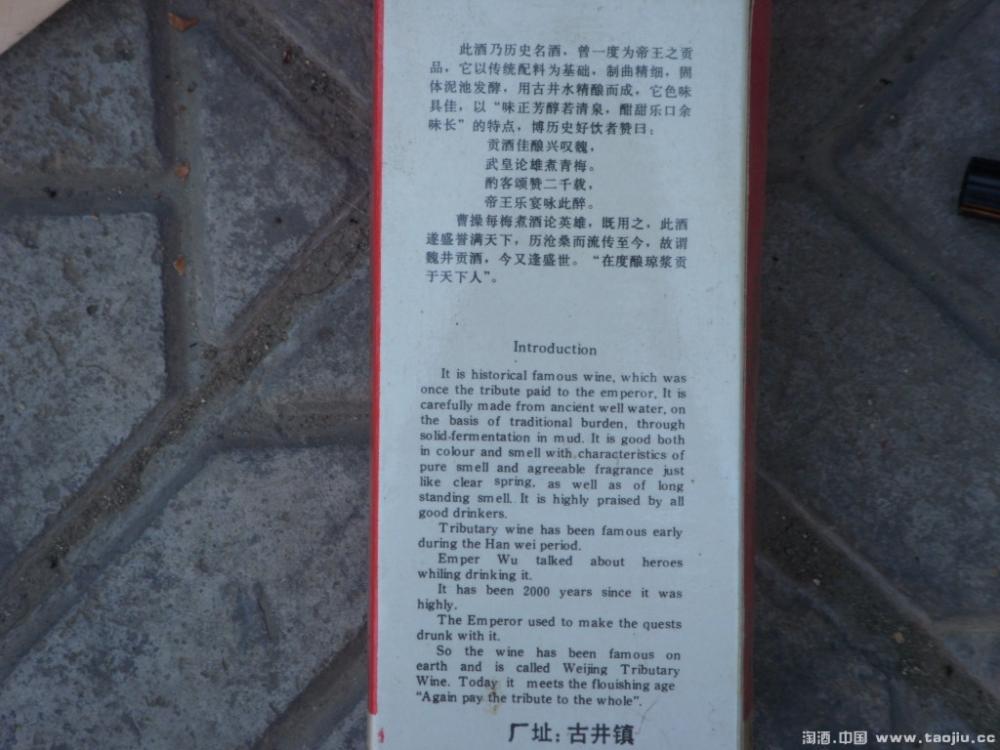 此酒乃历史名酒，曾一度为帝王之贡
品，它以传统配料为基础，制曲精细，固
体泥池发酵，用古井水精酿而成，它色味
具佳，以“味正芳醇若清泉，酣甜乐口余
味长”的特点，博历史好饮者赞曰：
贡酒佳酿兴叹魏，
武皇论雄煮青梅。
酌客颂赞二千载，
帝王乐宴咏此醉。
曹操每梅煮酒论英雄，既用之，此酒
遂盛誉满天下，历沧桑而流传至今，故谓
魏井贡酒，今又逢盛世。“在度酿琼浆贡
于天下人”。
Introduction
It is historical famous wine, which was
once the tribute paid to the emperor, It is
carefully made from ancient well water, on
the basis of traditional burden, through
solid-fermentation in mud. It is good both
in colour and smell with characteristics of
pure smell and agreeable fragrance just
like clear spring, as well as of long
standing smell. It is highly praised by all
good drinkers.
Tributary wine has been famous early
during the Han wei period.
Emper Wu talked about heroes
whiling drinking it.
It has been 2000 years since it was
highly.
The Emperor used to make the quests
drunk with it.
So the wine has been famous on
earth and is called Weijing Tributary
Wine. Today it meets the flouishing age
“Again pay the tribute to the whole”.
厂址：古井镇
淘酒.中国 www.taojiu.cc